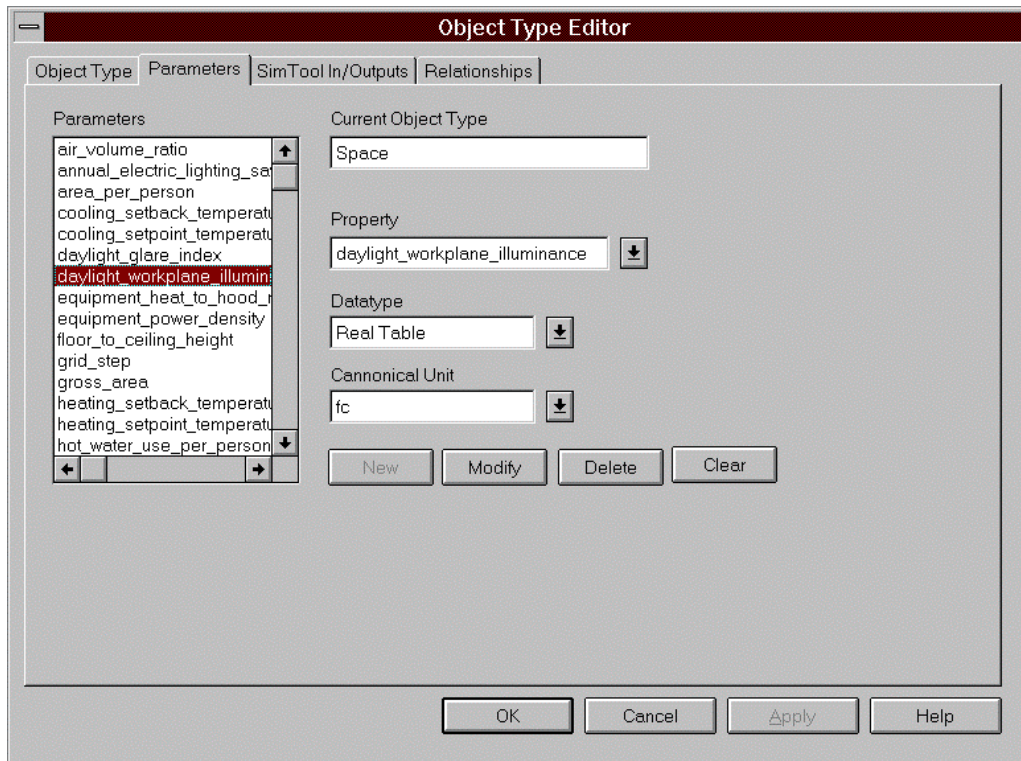 Object Type Editor
Object Type Parameters SimTool In/Outputs Relationships
Parameters
air_volume_ratio
annual_electric_lighting_sa
area_per_person
cooling_setback_temperatu
cooling_setpoint_temperatu
daylight_glare_index
daylight_workplane_illumin
equipment_heat_to_hood_r
equipment_power_density
floor_to_ceiling_height
grid_step
gross_area
heating_setback_temperatu
heating_setpoint_temperatu
hot_water_use_per_person
Current Object Type
Space
Property
daylight_workplane_illuminance
Datatype
Real Table
Cannonical Unit
fc
New Modify Delete Clear
OK Cancel Apply Help